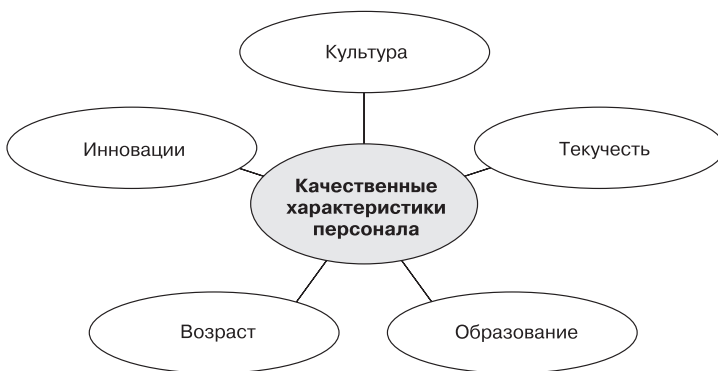 Культура
Инновации
Текучесть
Качественные
характеристики
персонала
Возраст
Образование